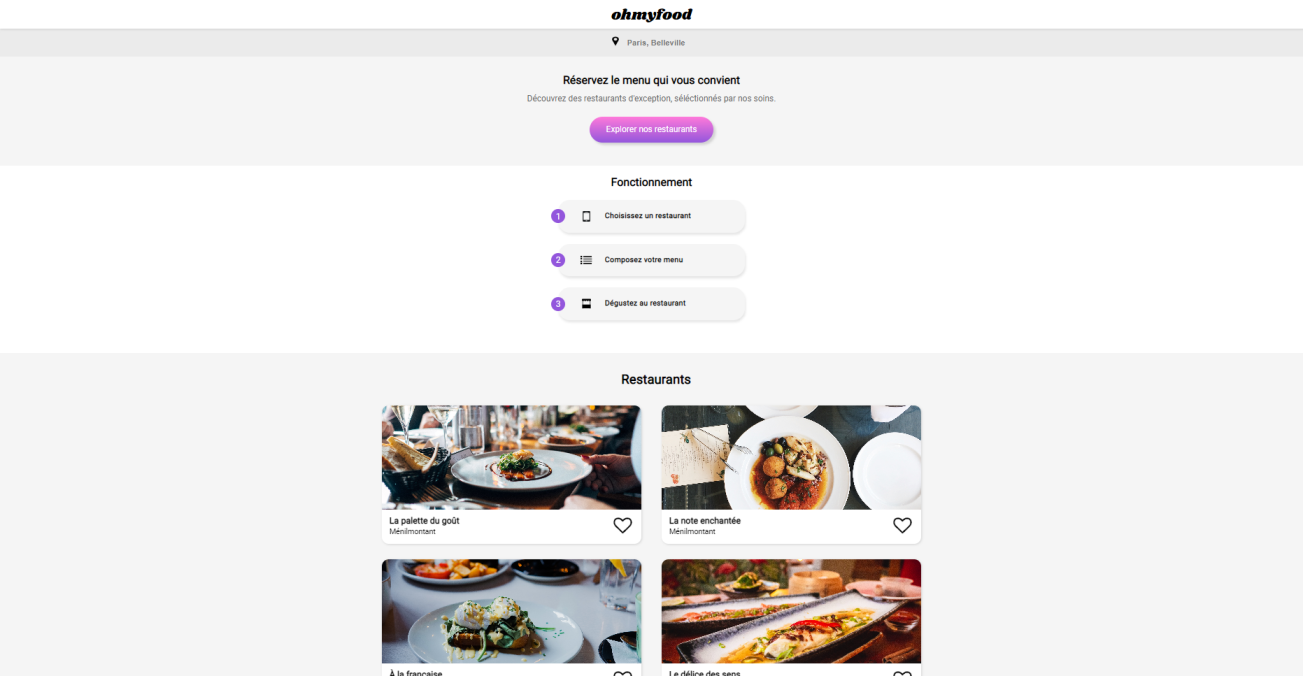 ohmyfood
Paris, Belleville
Réservez le menu qui vous convient
Découvrez des restaurants d'exception, séléctionnés par nos soins.
Explorer nos restaurants
Fonctionnement
1 Choisissez un restaurant
2 Composez votre menu
3 Dégustez au restaurant
Restaurants
La palette du goût
Ménilmontant
La note enchantée
Ménilmontant
À la française
Le délice des sens